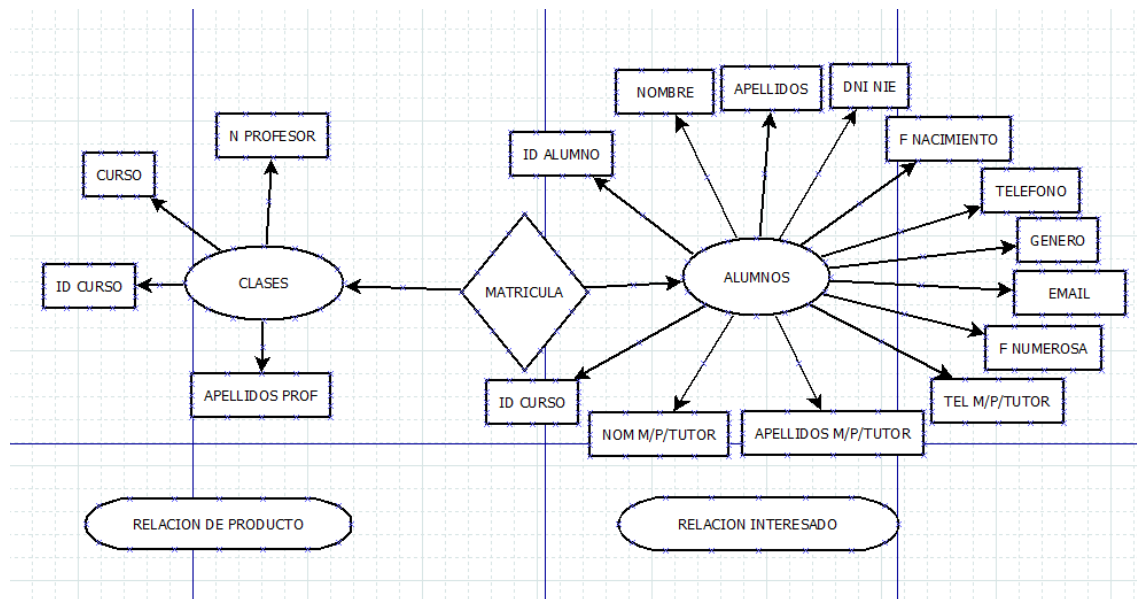 NOMBRE
APELLIDOS
DNI NIE
N PROFESOR
ID ALUMNO
F NACIMIENTO
CURSO
TELEFONO
GENERO
ID CURSO
CLASES
MATRICULA
ALUMNOS
EMAIL
F NUMEROSA
APELLIDOS PROF
ID CURSO
TEL M/P/TUTOR
NOM M/P/TUTOR
APELLIDOS M/P/TUTOR
RELACION DE PRODUCTO
RELACION INTERESADO